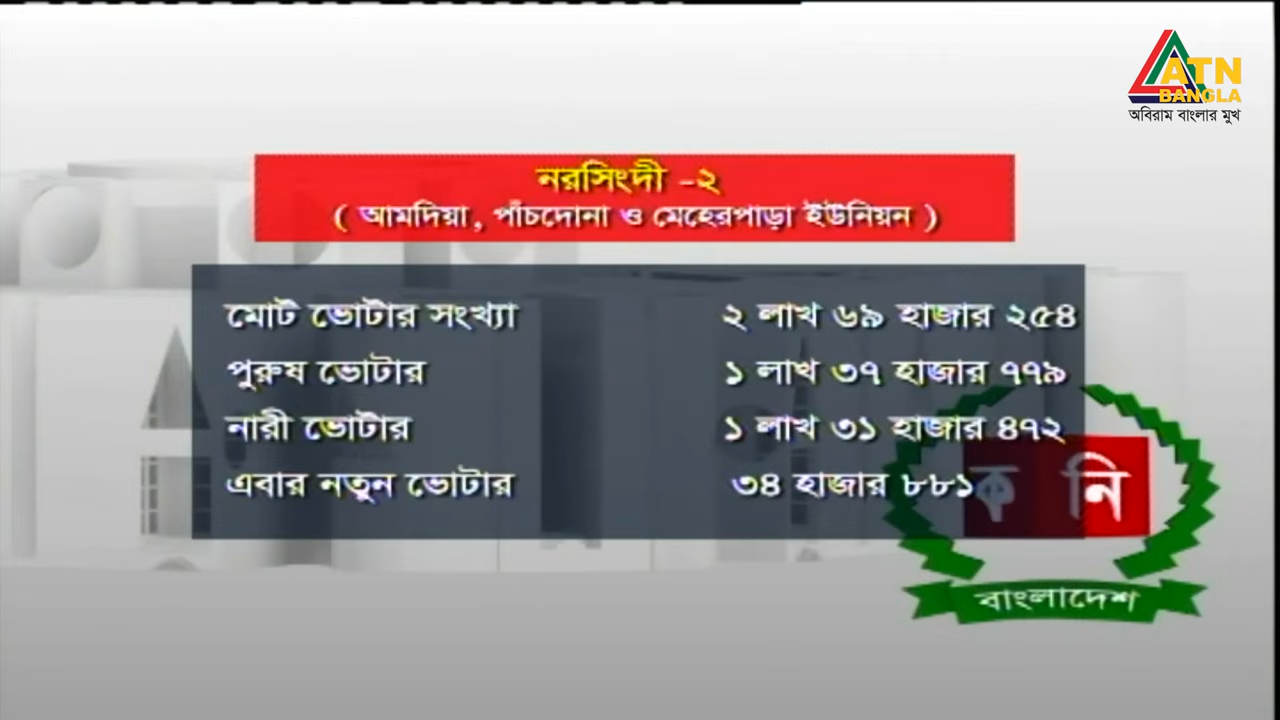 ATN
BANGLA
অবিরাম বাংলার মুখ
নরসিংদী -২
( আমদিয়া, পাঁচদোনা ও মেহেরপাড়া ইউনিয়ন )
মোট ভোটার সংখ্যা ২ লাখ ৬৯ হাজার ২৫৪
পুরুষ ভোটার ১ লাখ ৩৭ হাজার ৭৭৯
নারী ভোটার ১ লাখ ৩১ হাজার ৪৭২
এবার নতুন ভোটার ৩৪ হাজার ৮৮১
ক নি
বাংলাদেশ